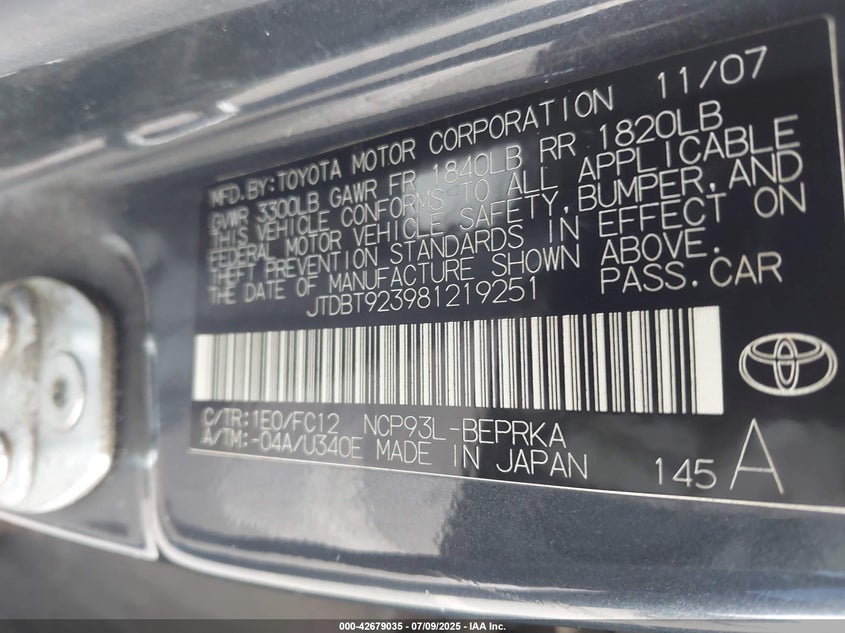 MFD.BY:TOYOTA MOTOR CORPORATION 11/07
GVWR 3300LB GAWR FR 1840LB RR 1820LB
THIS VEHICLE CONFORMS TO ALL APPLICABLE
FEDERAL MOTOR VEHICLE SAFETY, BUMPER, AND
THEFT PREVENTION STANDARDS IN EFFECT ON
THE DATE OF MANUFACTURE SHOWN ABOVE.
JTDBT923981219251 PASS.CAR
C/TR:1E0/FC12 NCP93L-BEPRKA
A/TM:-04A/U340E MADE IN JAPAN 145 A
000-42679035 - 07/09/2025 - IAA Inc.